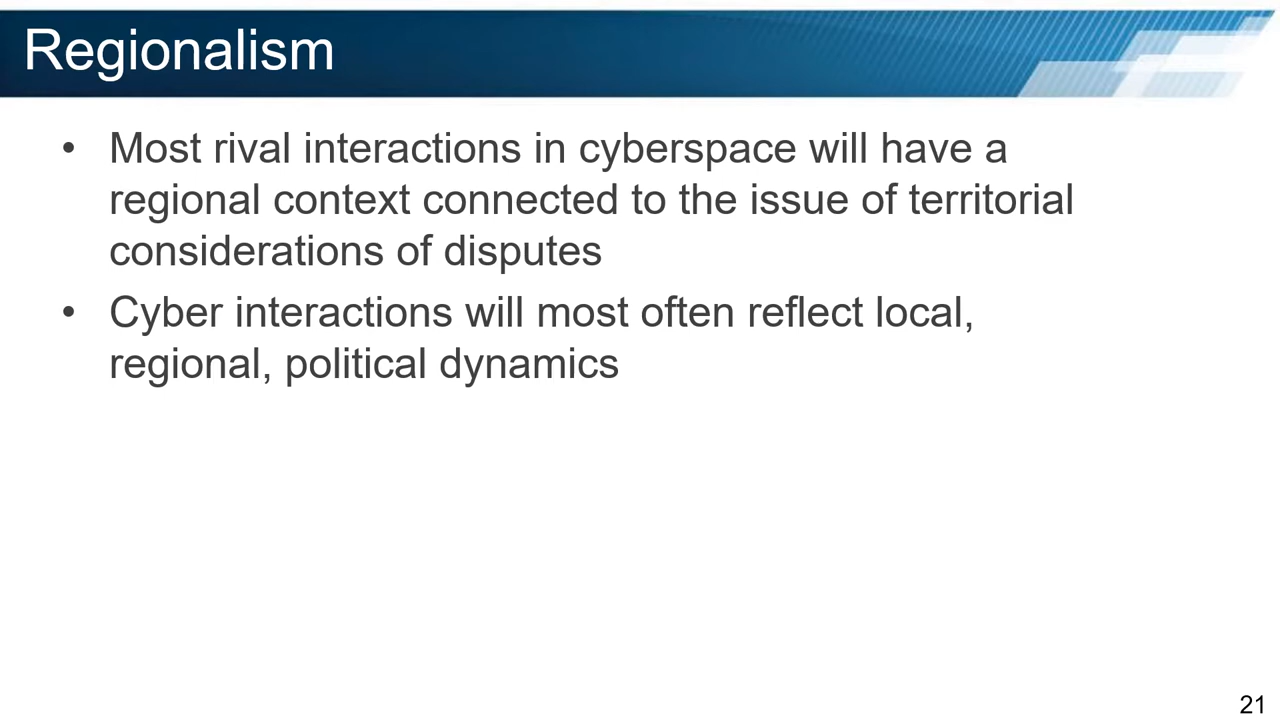 Regionalism
• Most rival interactions in cyberspace will have a
regional context connected to the issue of territorial
considerations of disputes
• Cyber interactions will most often reflect local,
regional, political dynamics
21